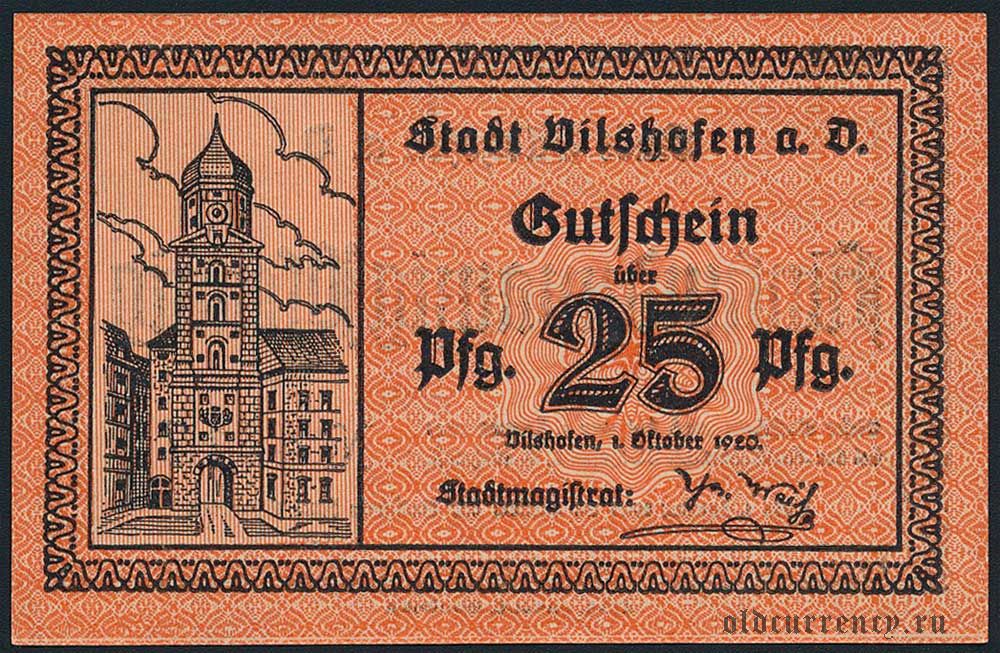 Stadt Vilshofen a. D.
Gutschein
über
Pfg. 25 Pfg.
Vilshofen, 1. Oktober 1920.
Stadtmagistrat:
oldcurrency.ru